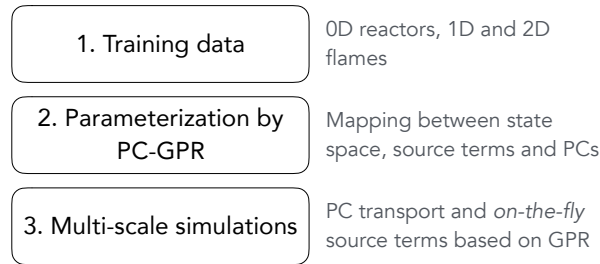 1. Training data
0D reactors, 1D and 2D
flames
2. Parameterization by
PC-GPR
Mapping between state
space, source terms and PCs
3. Multi-scale simulations
PC transport and on-the-fly
source terms based on GPR